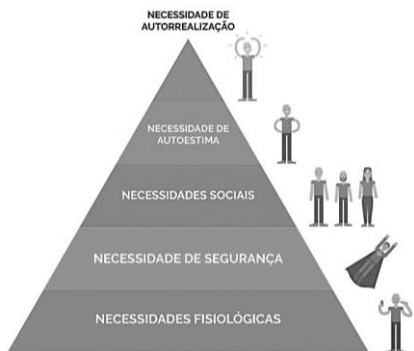 NECESSIDADE DE
AUTORREALIZAÇÃO
NECESSIDADE DE
AUTOESTIMA
NECESSIDADES SOCIAIS
NECESSIDADE DE SEGURANÇA
NECESSIDADES FISIOLÓGICAS